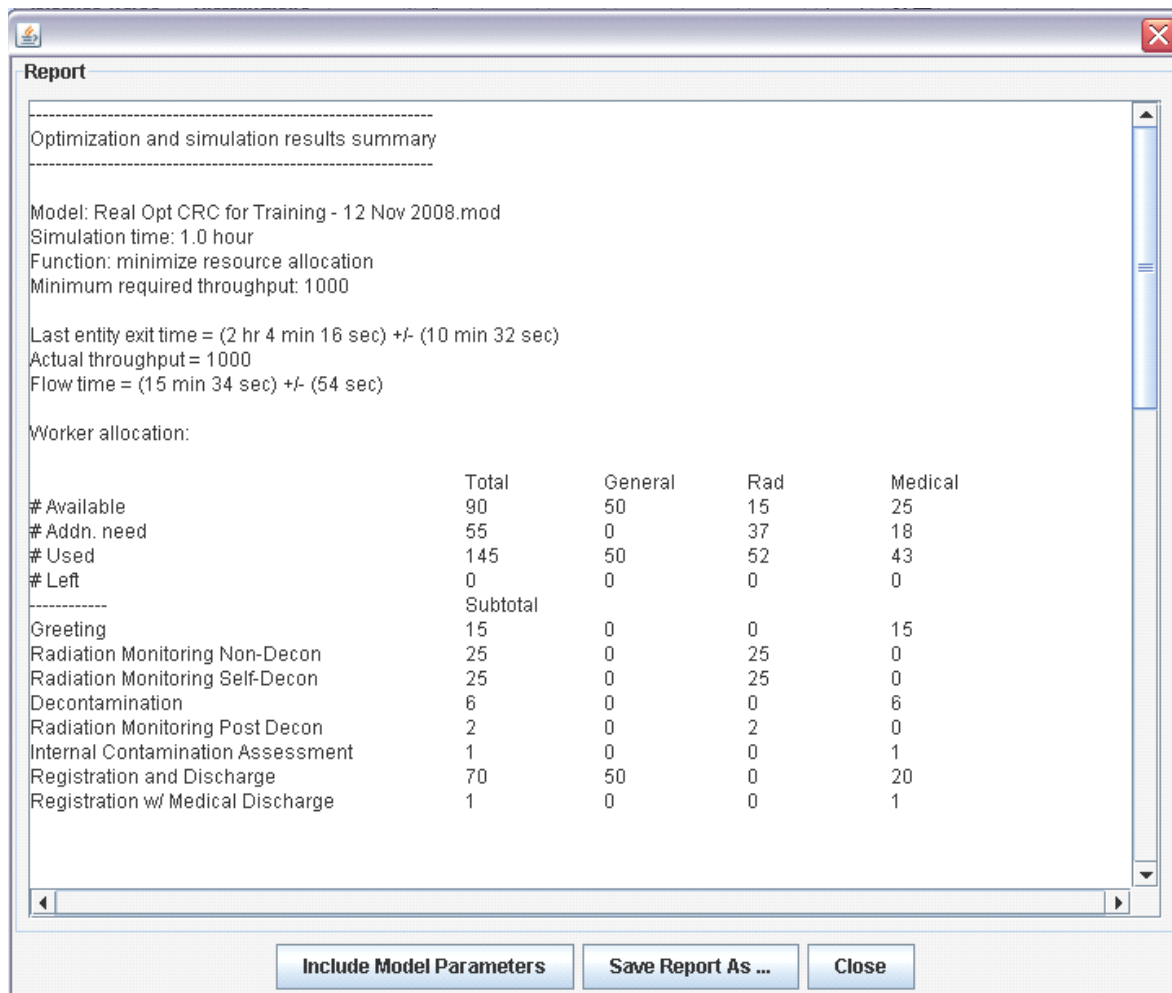 Report
------------------------------------------------------------
Optimization and simulation results summary
------------------------------------------------------------
Model: Real Opt CRC for Training - 12 Nov 2008.mod
Simulation time: 1.0 hour
Function: minimize resource allocation
Minimum required throughput: 1000
Last entity exit time = (2 hr 4 min 16 sec) +/- (10 min 32 sec)
Actual throughput = 1000
Flow time = (15 min 34 sec) +/- (54 sec)
Worker allocation:
Total General Rad Medical
# Available 90 50 15 25
# Addn. need 55 0 37 18
# Used 145 50 52 43
# Left 0 0 0 0
------------ Subtotal
Greeting 15 0 0 15
Radiation Monitoring Non-Decon 25 0 25 0
Radiation Monitoring Self-Decon 25 0 25 0
Decontamination 6 0 0 6
Radiation Monitoring Post Decon 2 0 2 0
Internal Contamination Assessment 1 0 0 1
Registration and Discharge 70 50 0 20
Registration w/ Medical Discharge 1 0 0 1
Include Model Parameters Save Report As ... Close